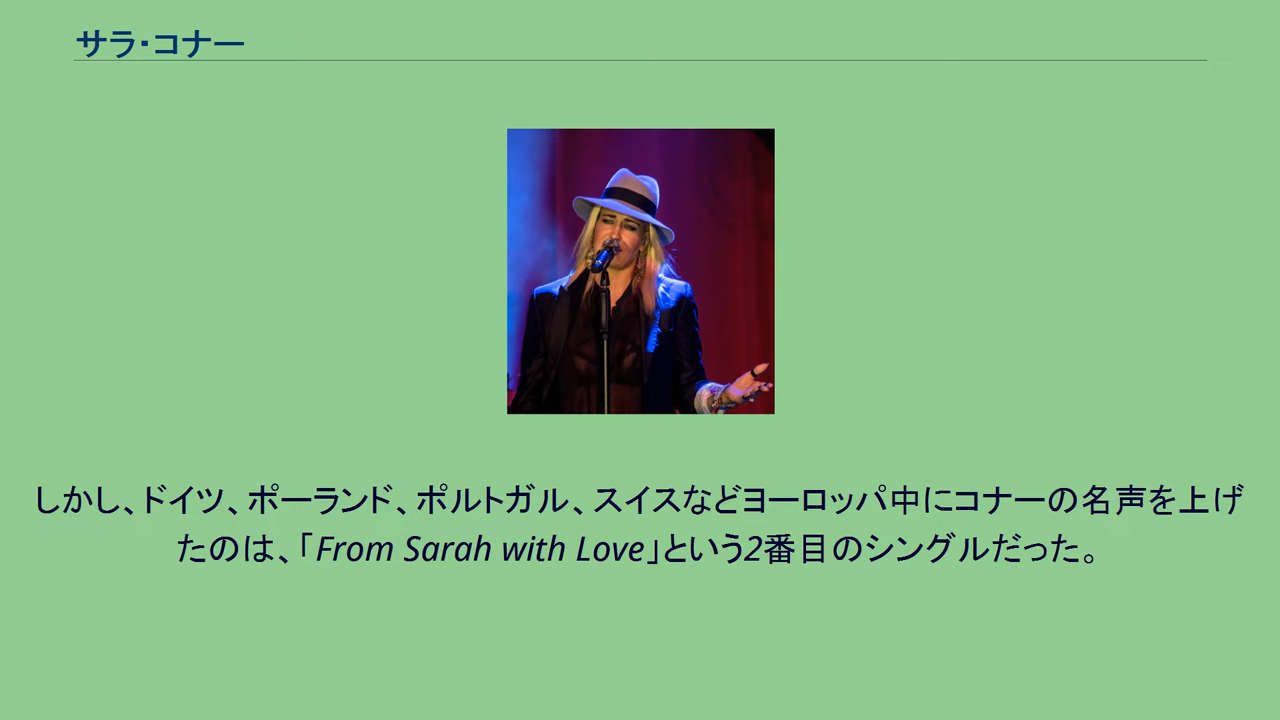 サラ・コナー
しかし、ドイツ、ポーランド、ポルトガル、スイスなどヨーロッパ中にコナーの名声を上げ
たのは、「From Sarah with Love」という2番目のシングルだった。